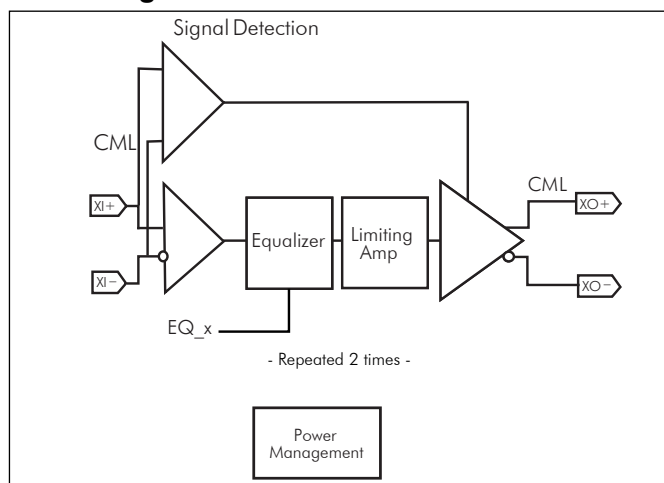 Signal Detection
CML
XI+
XI−
Equalizer
Limiting
Amp
CML
XO+
XO−
EQ_x
- Repeated 2 times -
Power
Management